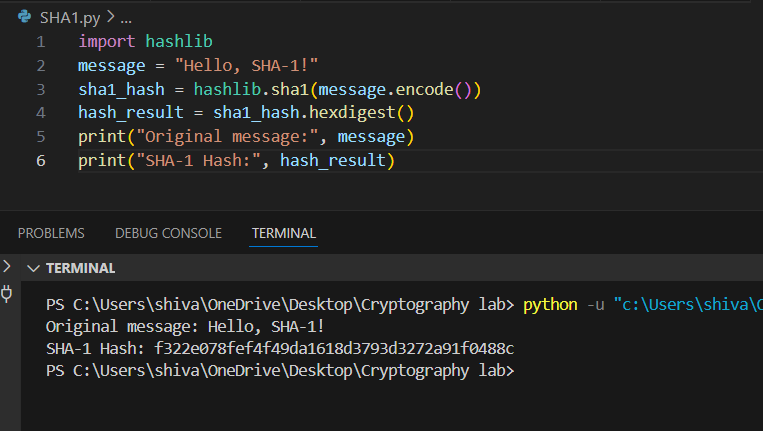 SHA1.py > ...
1 import hashlib
2 message = "Hello, SHA-1!"
3 sha1_hash = hashlib.sha1(message.encode())
4 hash_result = sha1_hash.hexdigest()
5 print("Original message:", message)
6 print("SHA-1 Hash:", hash_result)
PROBLEMS DEBUG CONSOLE TERMINAL
TERMINAL
PS C:\Users\shiva\OneDrive\Desktop\Cryptography lab> python -u "c:\Users\shiva\
Original message: Hello, SHA-1!
SHA-1 Hash: f322e078fef4f49da1618d3793d3272a91f0488c
PS C:\Users\shiva\OneDrive\Desktop\Cryptography lab>